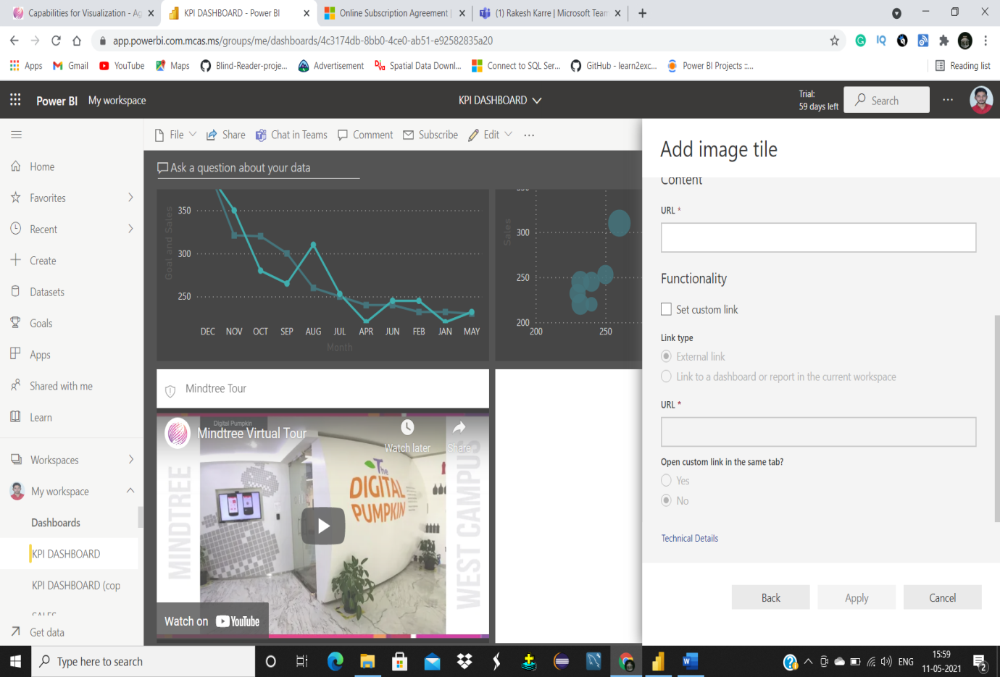 Capabilities for Visualization - Ag
KPI DASHBOARD - Power BI
Online Subscription Agreement |
(1) Rakesh Karre | Microsoft Team
app.powerbi.com.mcas.ms/groups/me/dashboards/4c3174db-8bb0-4ce0-ab51-e92582835a20
Apps
Gmail
YouTube
Maps
Blind-Reader-proje...
Advertisement
Spatial Data Downl...
Connect to SQL Ser...
GitHub - learn2exc...
Power BI Projects ::...
Reading list
Power BI My workspace
KPI DASHBOARD
Trial:
59 days left
Search
File
Share
Chat in Teams
Comment
Subscribe
Edit
Home
Favorites
Recent
Create
Datasets
Goals
Apps
Shared with me
Learn
Workspaces
My workspace
Dashboards
KPI DASHBOARD
KPI DASHBOARD (cop
SALES
Get data
Ask a question about your data
Goal and Sales
350
300
250
DEC NOV OCT SEP AUG JUL APR JUN FEB JAN MAY
Month
Sales
350
300
250
200
200 250
Mindtree Tour
Digital Pumpkin
Mindtree Virtual Tour
Watch later
Share
MINDTREE
The
DIGITAL
PUMPKIN
WEST CAMPUS
Watch on YouTube
Add image tile
Content
URL *
Functionality
Set custom link
Link type
External link
Link to a dashboard or report in the current workspace
URL *
Open custom link in the same tab?
Yes
No
Technical Details
Back
Apply
Cancel
Type here to search
ENG
15:59
11-05-2021
2